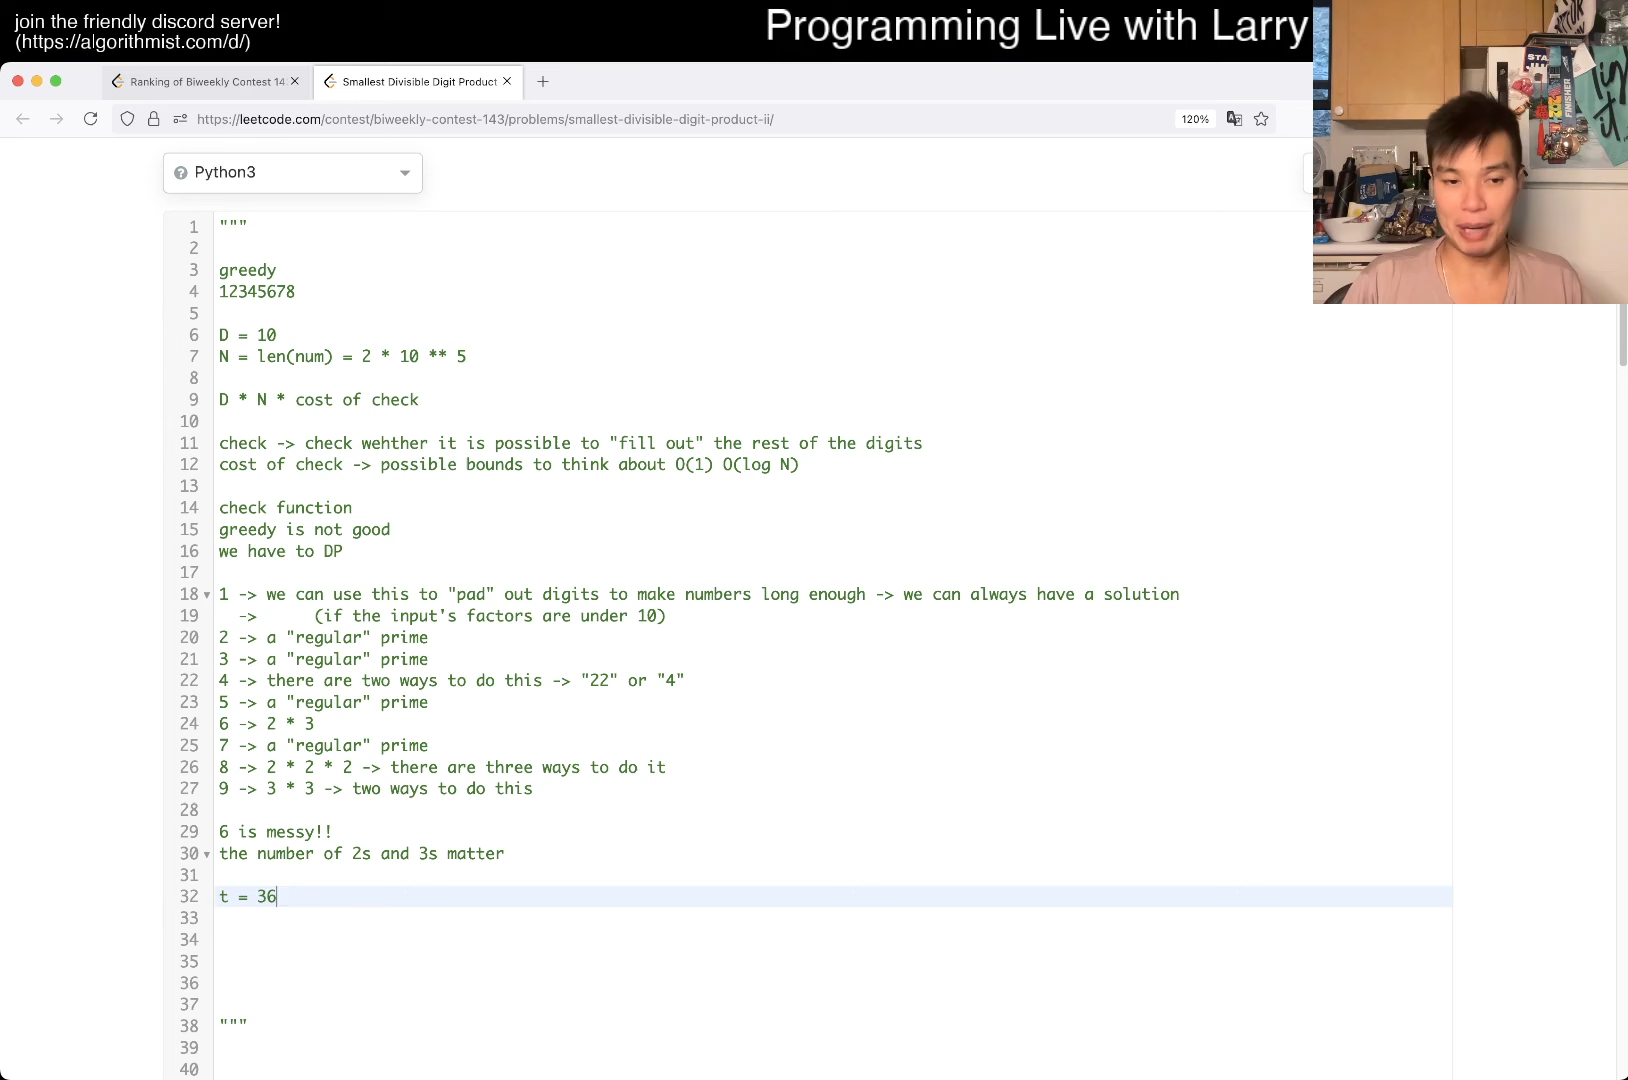 join the friendly discord server!
(https://algorithmist.com/d/)
Programming Live with Larry
Ranking of Biweekly Contest 14
Smallest Divisible Digit Product
https://leetcode.com/contest/biweekly-contest-143/problems/smallest-divisible-digit-product-ii/
120%
Python3
1 """
2
3 greedy
4 12345678
5
6 D = 10
7 N = len(num) = 2 * 10 ** 5
8
9 D * N * cost of check
10
11 check -> check wehther it is possible to "fill out" the rest of the digits
12 cost of check -> possible bounds to think about O(1) O(log N)
13
14 check function
15 greedy is not good
16 we have to DP
17
18 1 -> we can use this to "pad" out digits to make numbers long enough -> we can always have a solution
19 -> (if the input's factors are under 10)
20 2 -> a "regular" prime
21 3 -> a "regular" prime
22 4 -> there are two ways to do this -> "22" or "4"
23 5 -> a "regular" prime
24 6 -> 2 * 3
25 7 -> a "regular" prime
26 8 -> 2 * 2 * 2 -> there are three ways to do it
27 9 -> 3 * 3 -> two ways to do this
28
29 6 is messy!!
30 the number of 2s and 3s matter
31
32 t = 36
33
34
35
36
37
38 """
39
40